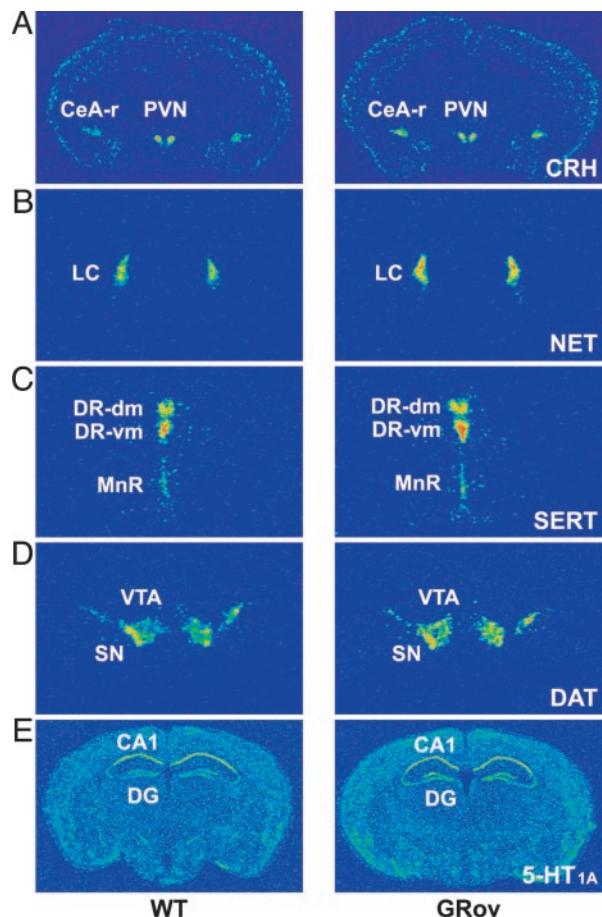 A
CeA-r PVN
CeA-r PVN
CRH
B
LC
LC
NET
C
DR-dm
DR-vm
MnR
DR-dm
DR-vm
MnR
SERT
D
VTA
SN
VTA
SN
DAT
E
CA1
DG
CA1
DG
5-HT1A
WT
GRov